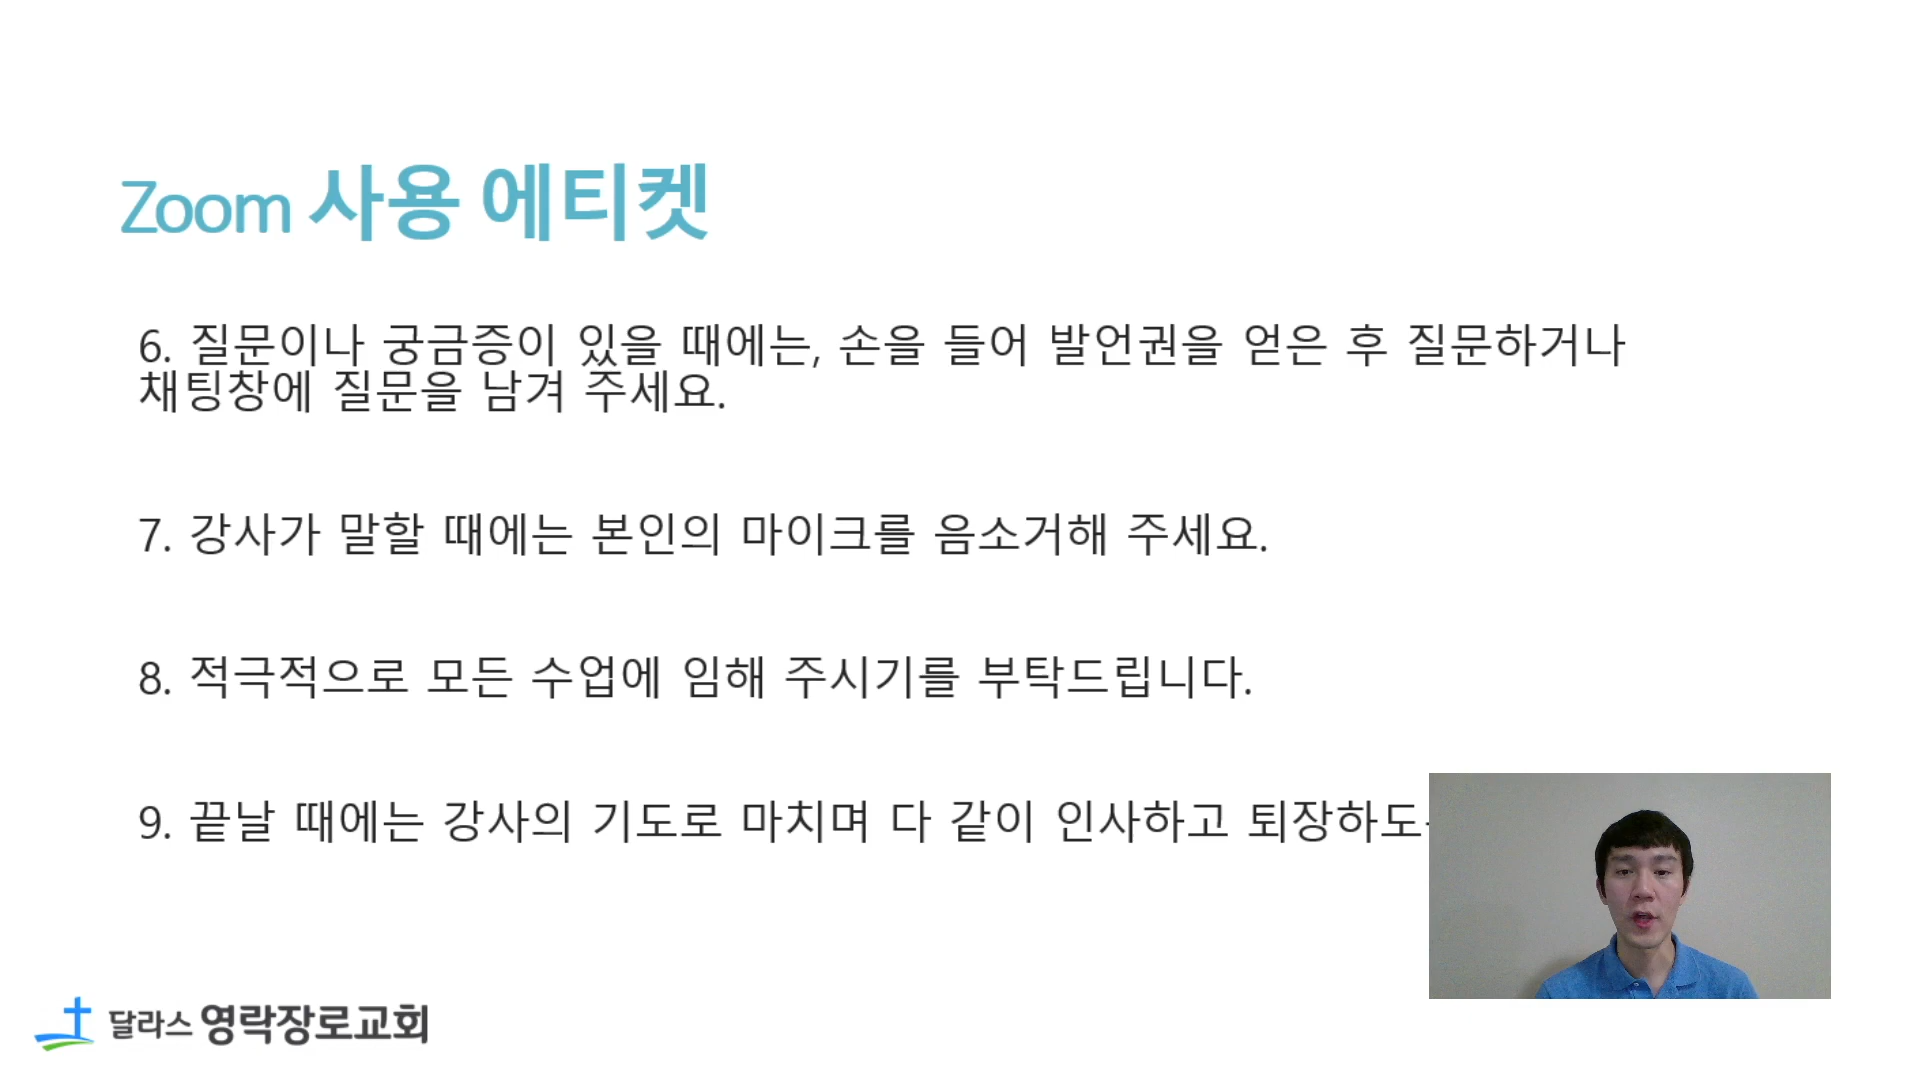 Zoom 사용 에티켓
6. 질문이나 궁금증이 있을 때에는, 손을 들어 발언권을 얻은 후 질문하거나
채팅창에 질문을 남겨 주세요.
7. 강사가 말할 때에는 본인의 마이크를 음소거해 주세요.
8. 적극적으로 모든 수업에 임해 주시기를 부탁드립니다.
9. 끝날 때에는 강사의 기도로 마치며 다 같이 인사하고
달라스 영락장로교회